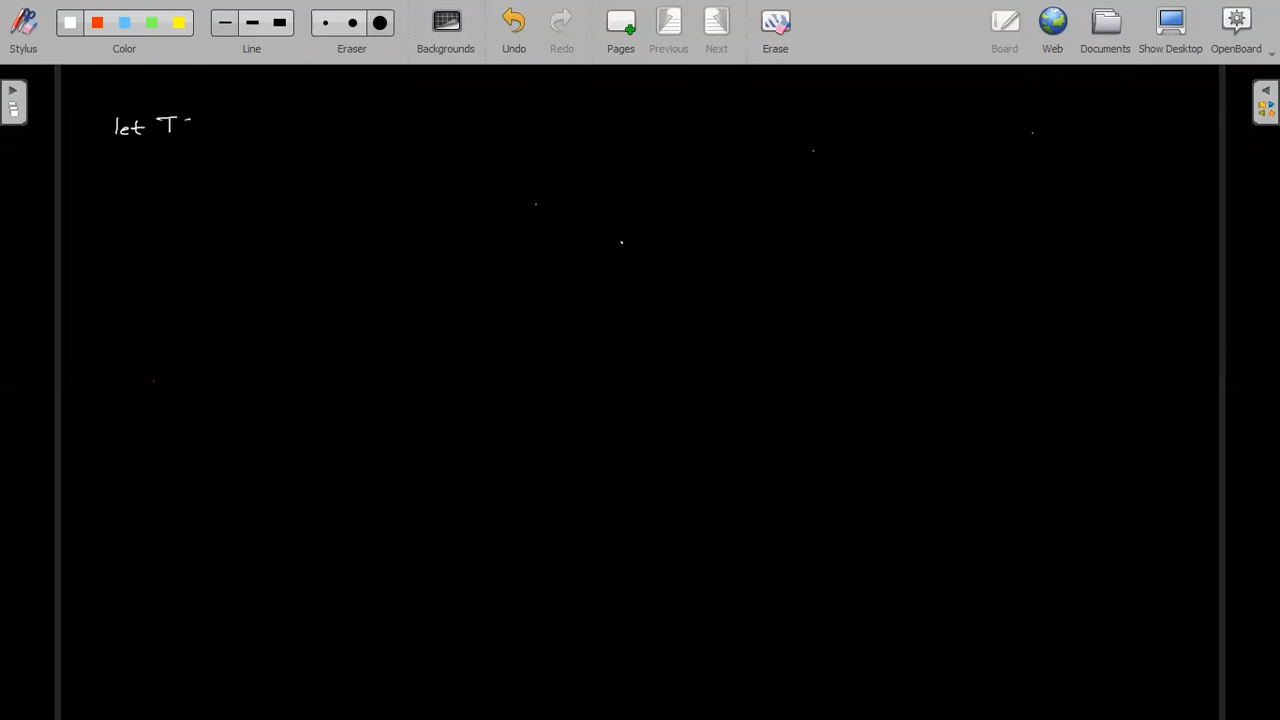 Stylus Color Line Eraser Backgrounds Undo Redo Pages Previous Next Erase Board Web Documents Show Desktop OpenBoard
let T -